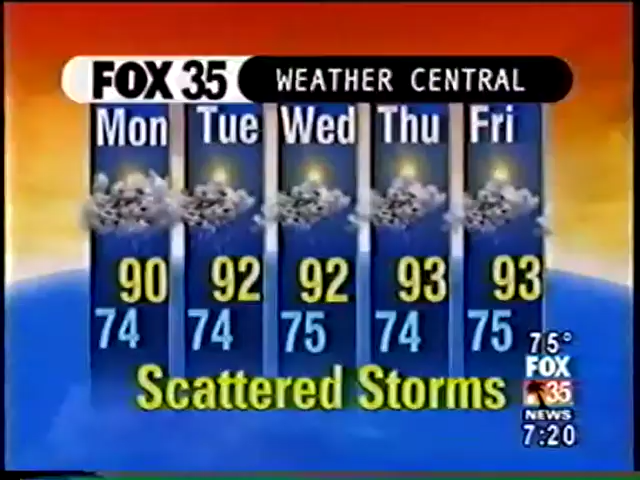 FOX 35 WEATHER CENTRAL
Mon Tue Wed Thu Fri
90 92 92 93 93
74 74 75 74 75
Scattered Storms
75°
FOX
35
NEWS
7:20